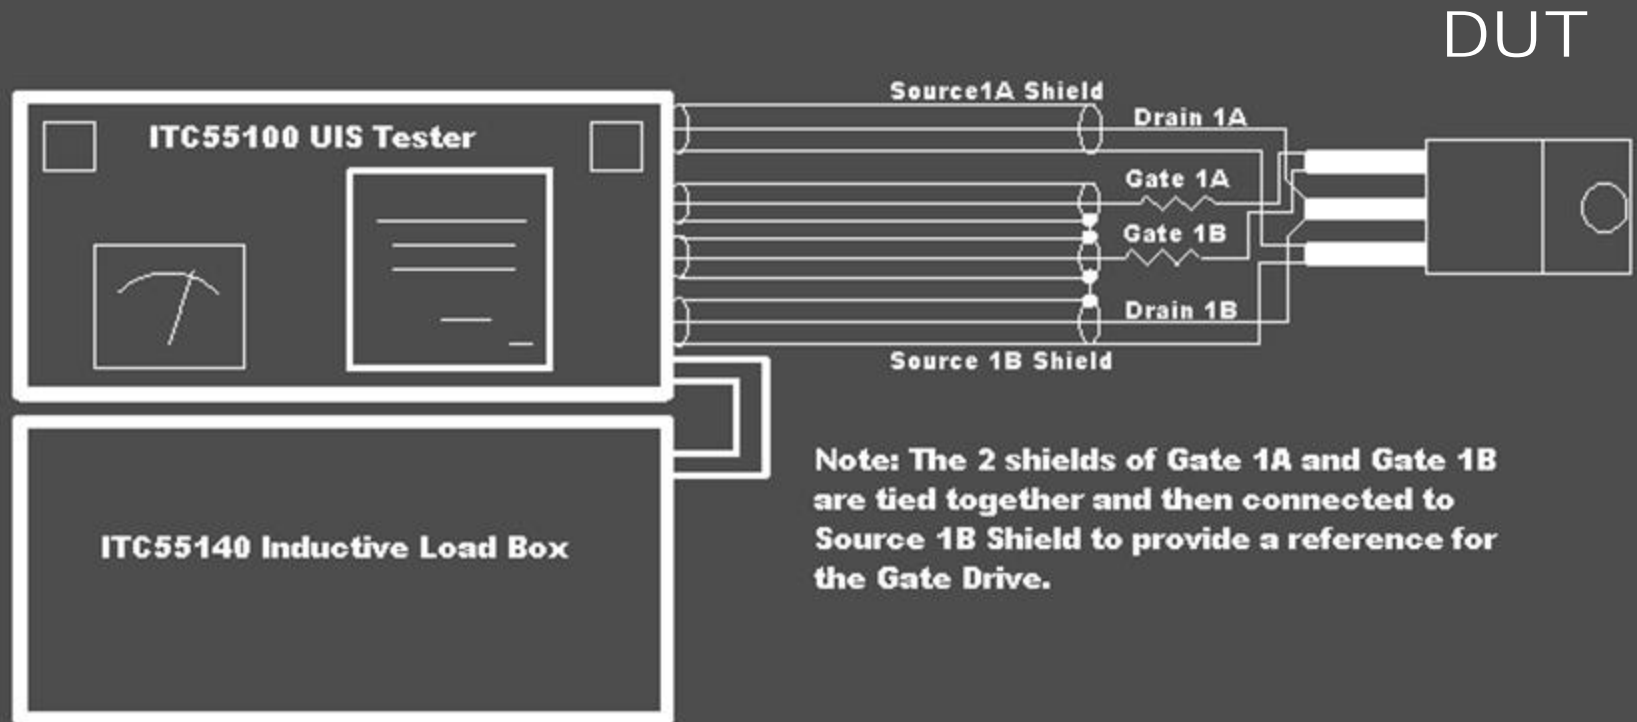 DUT
Source1A Shield
ITC55100 UIS Tester
Drain 1A
Gate 1A
Gate 1B
Drain 1B
Source 1B Shield
Note: The 2 shields of Gate 1A and Gate 1B
are tied together and then connected to
Source 1B Shield to provide a reference for
the Gate Drive.
ITC55140 Inductive Load Box